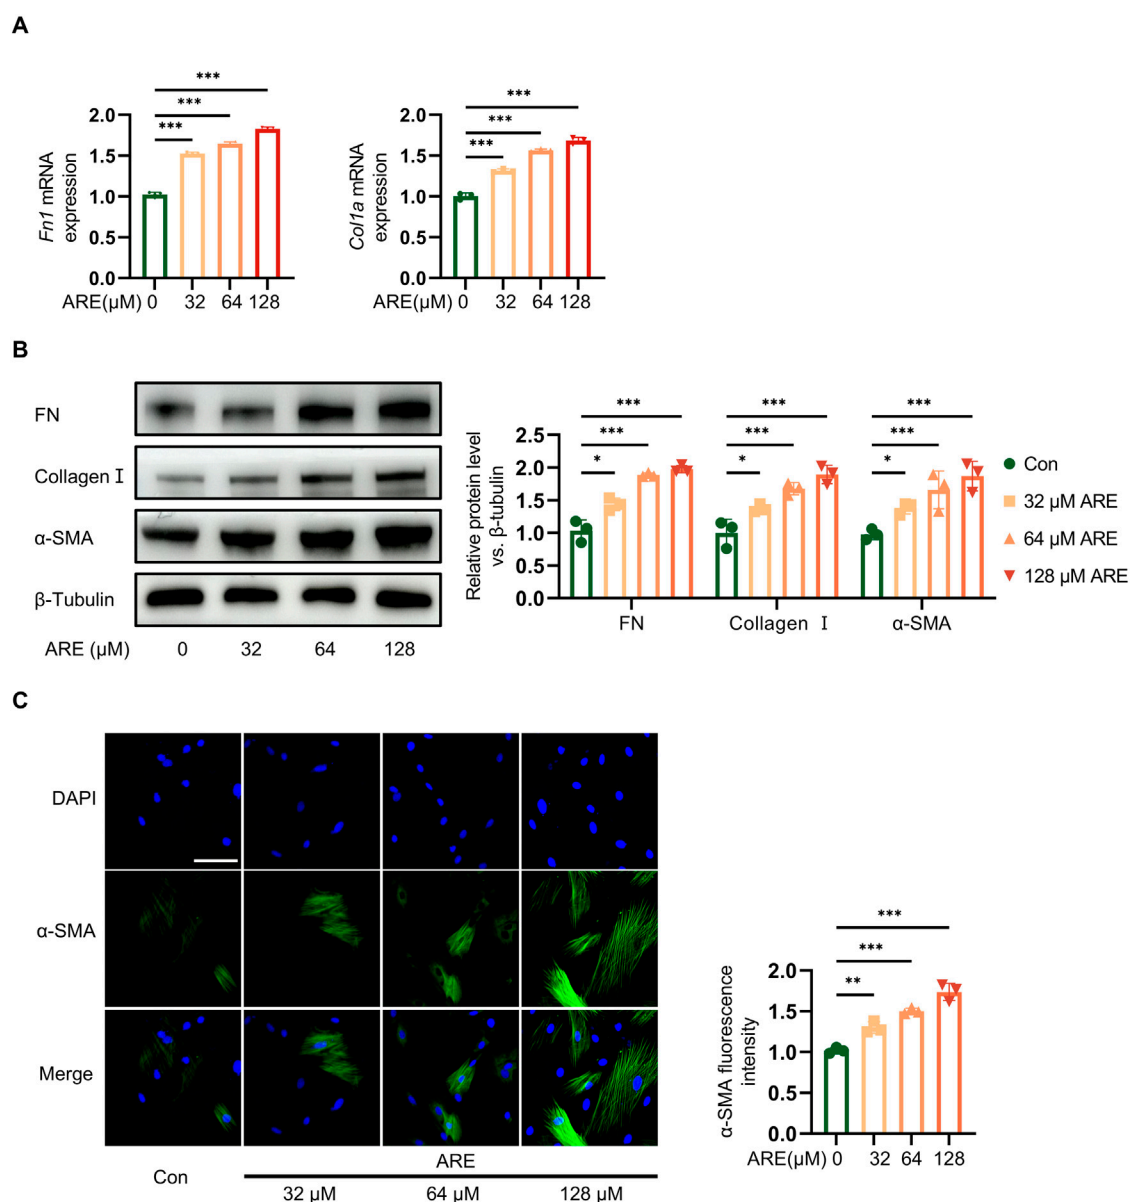 A
***
***
***
2.0
1.5
1.0
0.5
0.0
Fn1 mRNA
expression
ARE(μM) 0 32 64 128
***
***
***
2.0
1.5
1.0
0.5
0.0
Col1a mRNA
expression
ARE(μM) 0 32 64 128
B
FN
Collagen Ⅰ
α-SMA
β-Tubulin
ARE (μM) 0 32 64 128
*** *** ***
*** *** ***
* * *
2.5
2.0
1.5
1.0
0.5
0.0
Relative protein level
vs. β-tubulin
FN Collagen Ⅰ α-SMA
Con
32 μM ARE
64 μM ARE
128 μM ARE
C
DAPI
α-SMA
Merge
Con
ARE
32 μM 64 μM 128 μM
***
***
**
2.0
1.5
1.0
0.5
0.0
α-SMA fluorescence
intensity
ARE(μM) 0 32 64 128